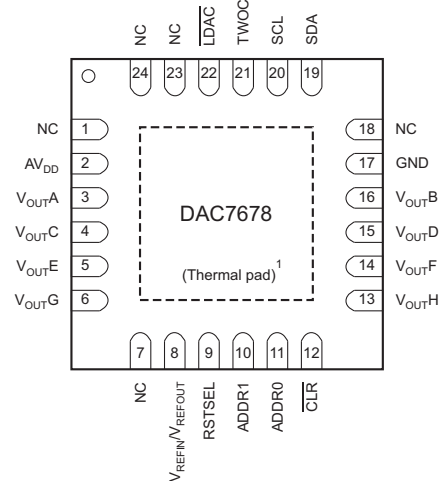 NC
NC
LDAC
TWOC
SCL
SDA
24
23
22
21
20
19
NC 1
AVDD 2
VOUTA 3
VOUTC 4
VOUTE 5
VOUTG 6
DAC7678
(Thermal pad)1
18 NC
17 GND
16 VOUTB
15 VOUTD
14 VOUTF
13 VOUTH
7
8
9
10
11
12
NC
VREFIN/VREFOUT
RSTSEL
ADDR1
ADDR0
CLR